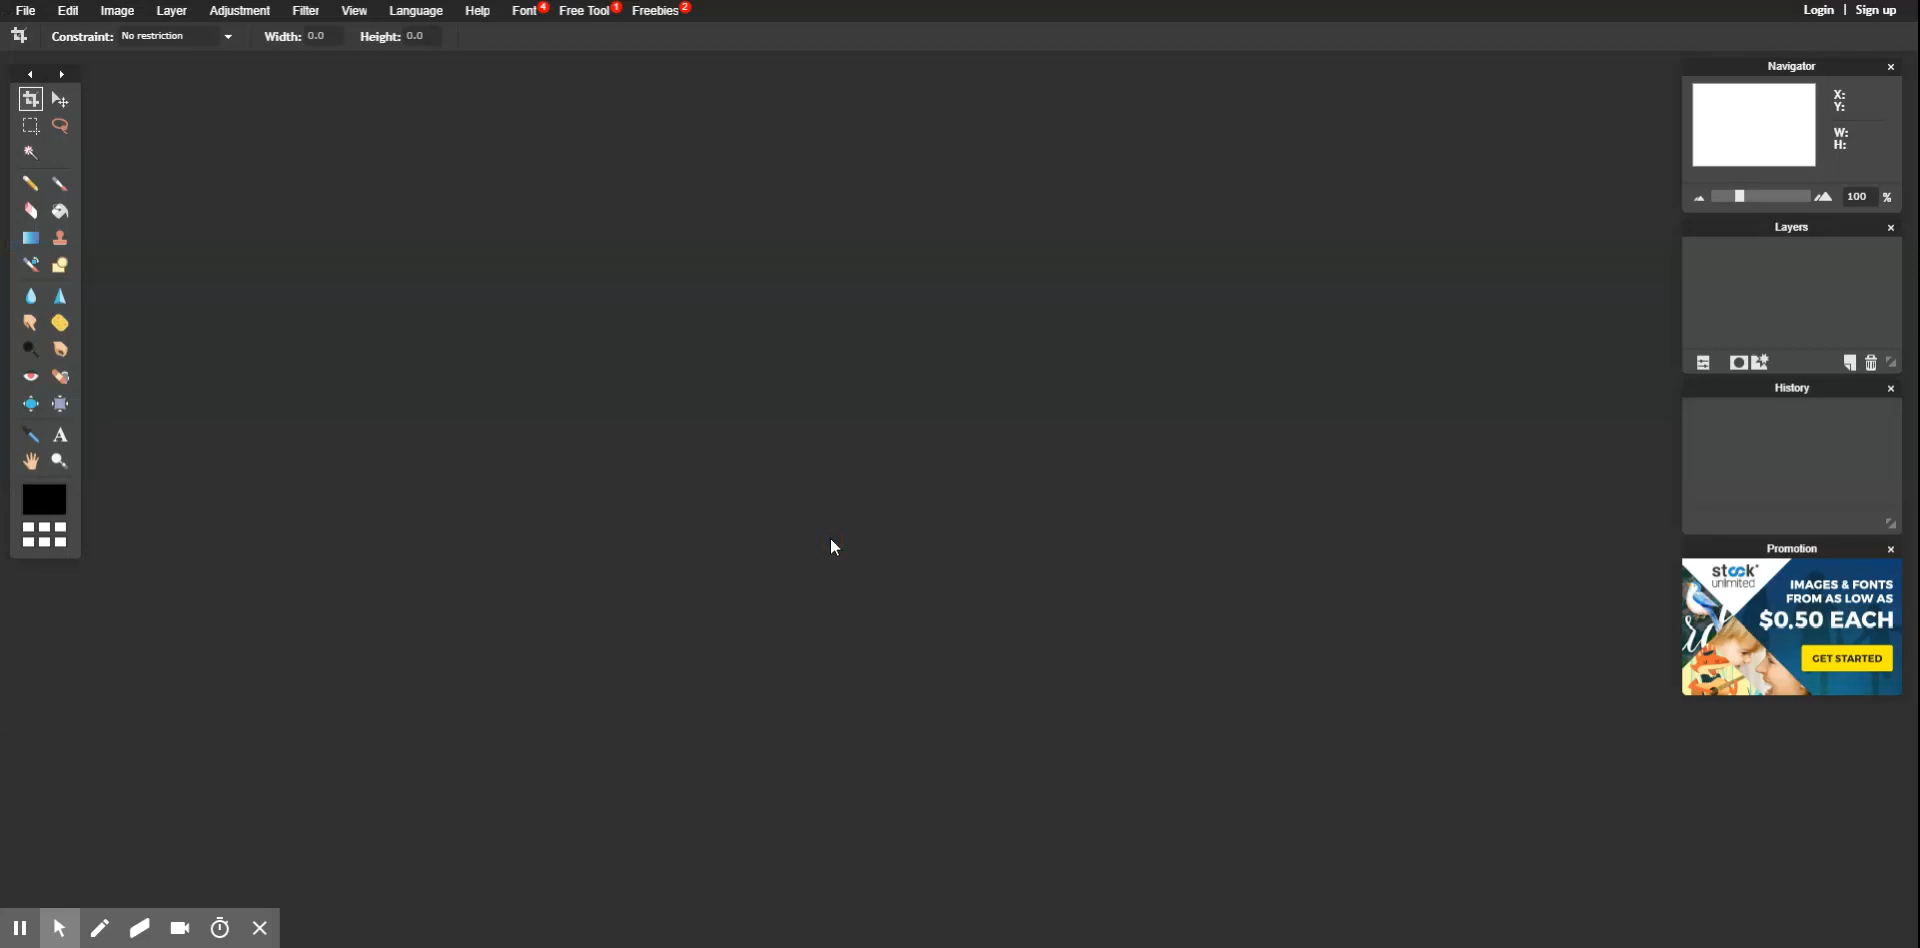 File Edit Image Layer Adjustment Filter View Language Help Font 4 Free Tool 1 Freebies 2 Login | Sign up
Constraint: No restriction Width: 0.0 Height: 0.0
Navigator
X:
Y:
W:
H:
100 %
Layers
History
Promotion
stock
unlimited
IMAGES & FONTS
FROM AS LOW AS
$0.50 EACH
GET STARTED